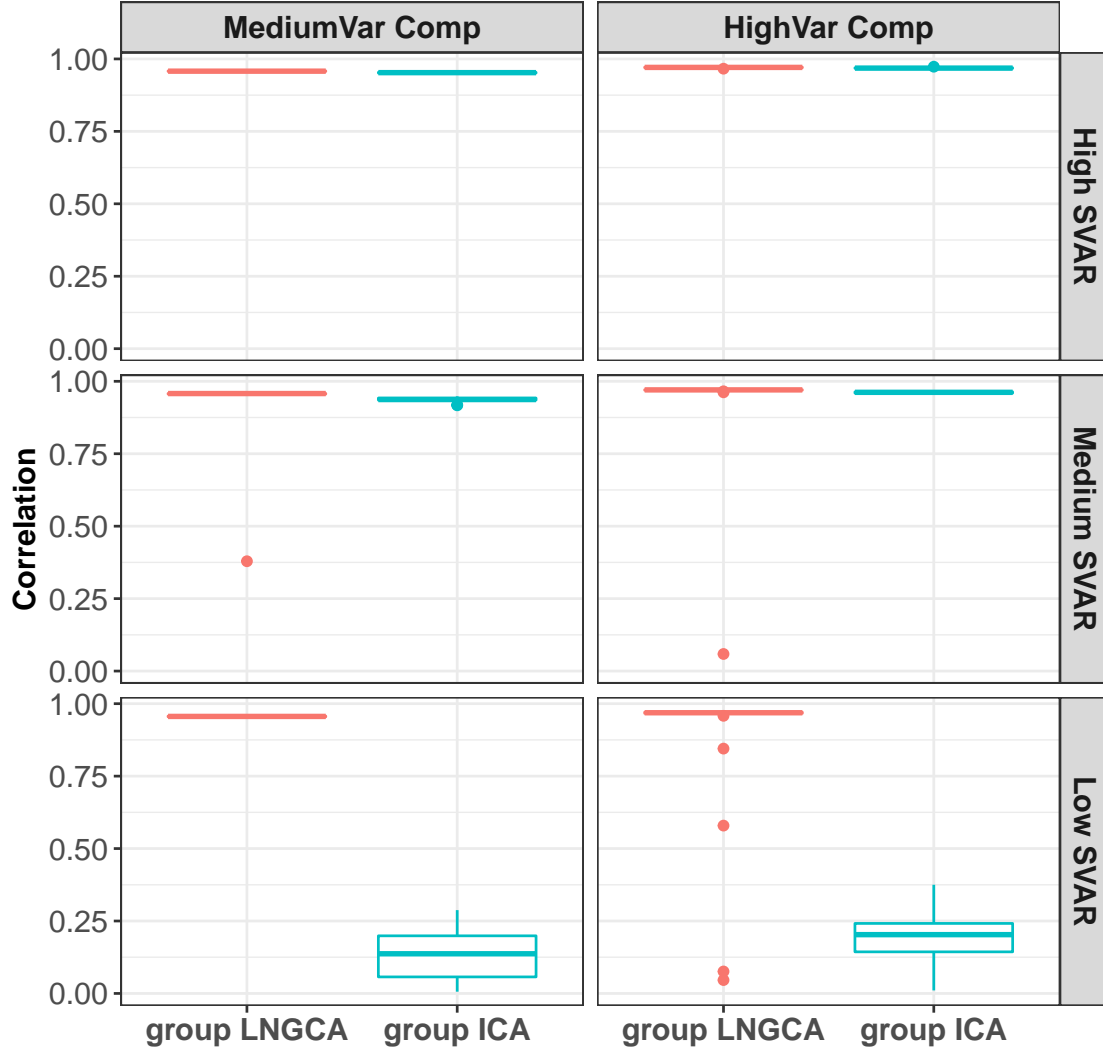 MediumVar Comp
HighVar Comp
1.00
0.75
0.50
0.25
0.00
High SVAR
1.00
0.75
0.50
0.25
0.00
Medium SVAR
Correlation
1.00
0.75
0.50
0.25
0.00
Low SVAR
group LNGCA
group ICA
group LNGCA
group ICA